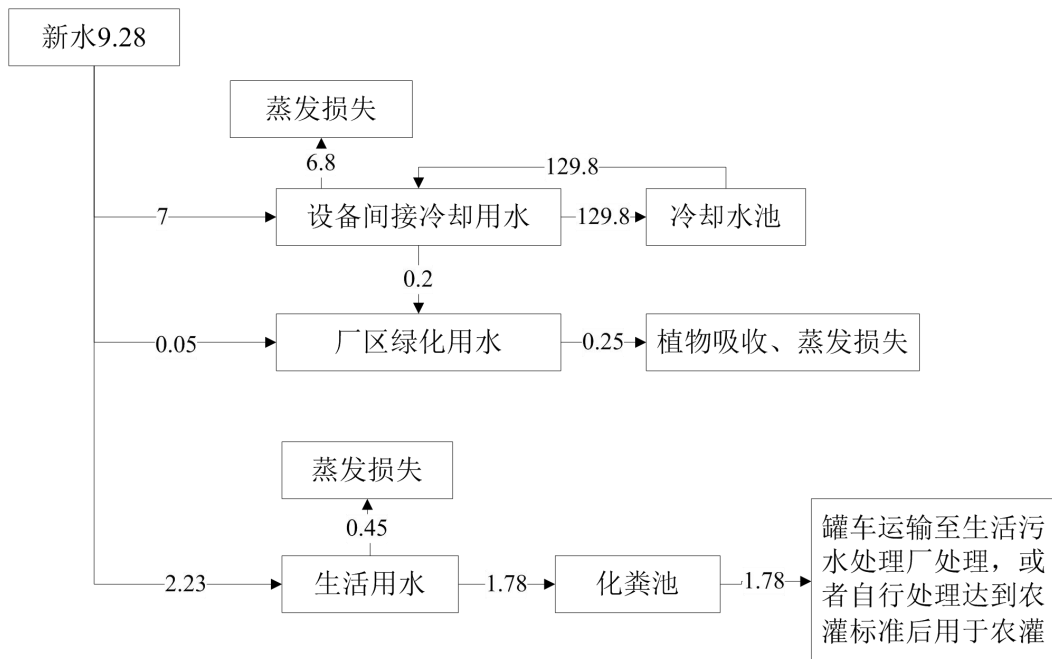 新水9.28
蒸发损失
6.8
129.8
7
设备间接冷却用水
129.8
冷却水池
0.2
0.05
厂区绿化用水
0.25
植物吸收、蒸发损失
蒸发损失
0.45
2.23
生活用水
1.78
化粪池
1.78
罐车运输至生活污
水处理厂处理，或
者自行处理达到农
灌标准后用于农灌